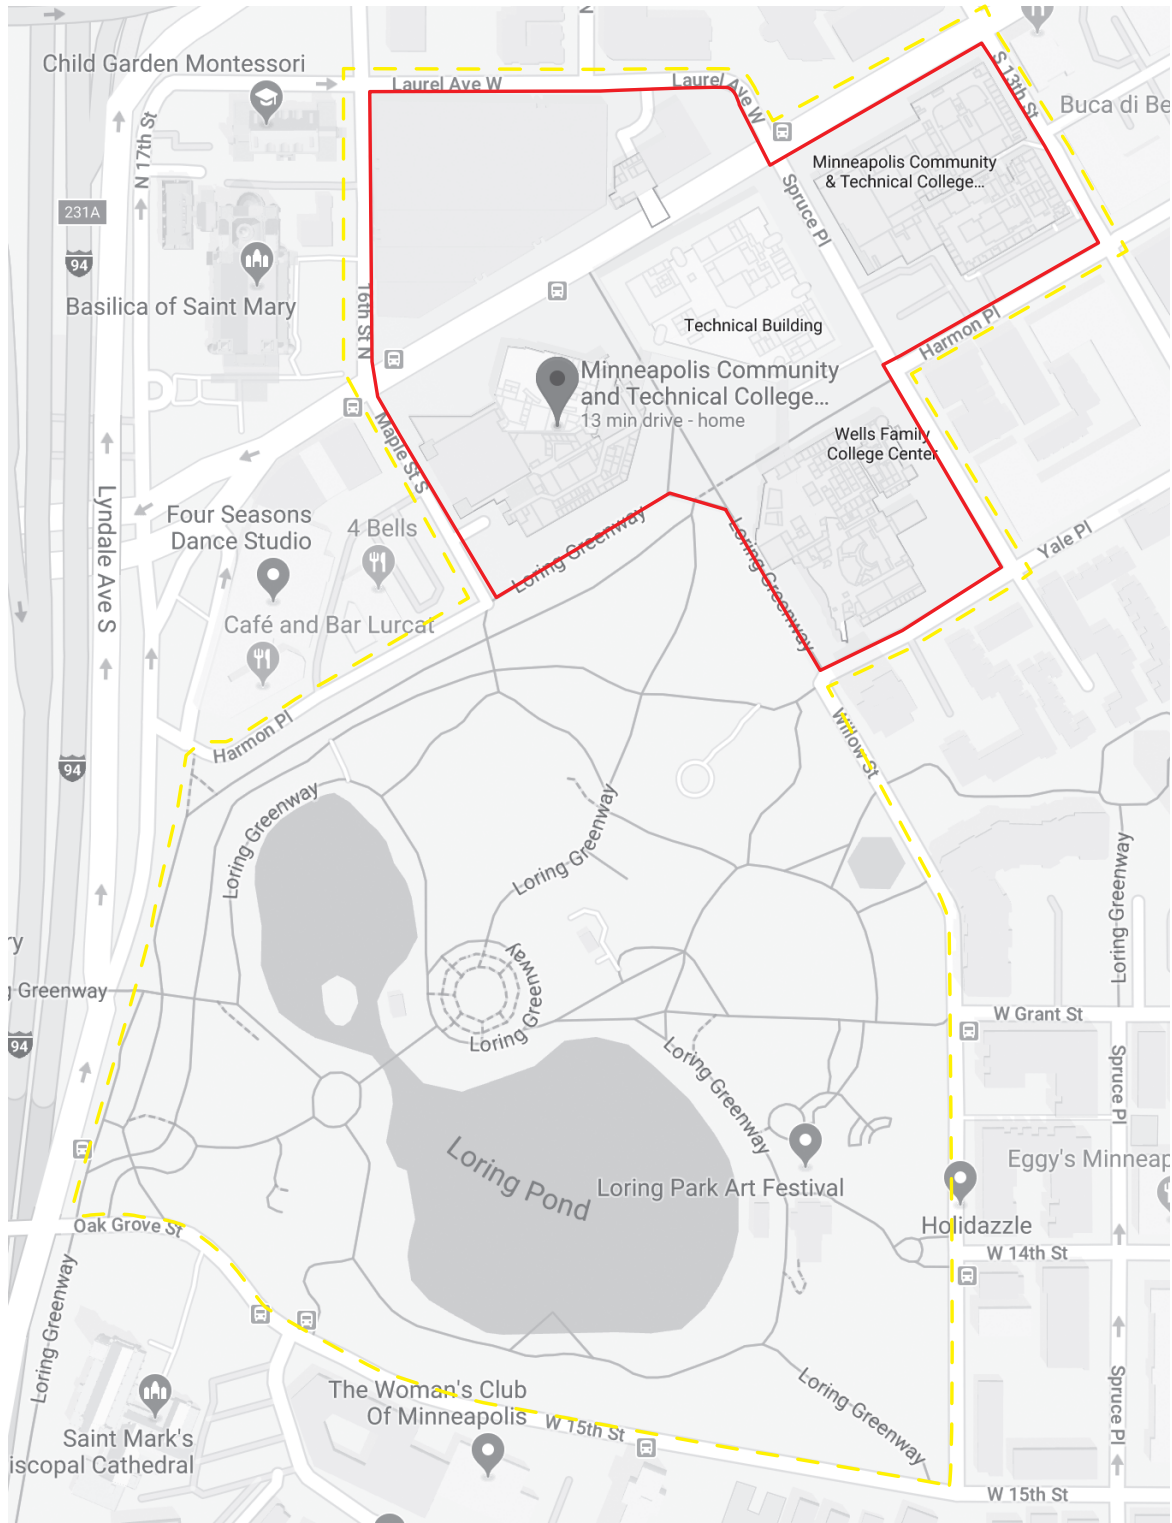 N
Child Garden Montessori
Laurel Ave W
Laurel Ave W
S 13th St
Buca di Be
N 17th St
Minneapolis Community
& Technical College...
231A
Spruce Pl
94
Basilica of Saint Mary
16th St N
Technical Building
Harmon Pl
Minneapolis Community
and Technical College...
13 min drive - home
Maple St S
Wells Family
College Center
Lyndale Ave S
Four Seasons
Dance Studio
4 Bells
Loring Greenway
Loring Greenway
Yale Pl
Café and Bar Lurcat
Harmon Pl
Willow St
94
Loring Greenway
Loring Greenway
Loring Greenway
ry
g Greenway
Loring Greenway
W Grant St
94
Loring Greenway
Spruce Pl
Loring Pond
Loring Park Art Festival
Eggy's Minneap
Holidazzle
Oak Grove St
W 14th St
Loring Greenway
The Woman's Club
Of Minneapolis
W 15th St
Loring Greenway
Spruce Pl
Saint Mark's
iscopal Cathedral
W 15th St